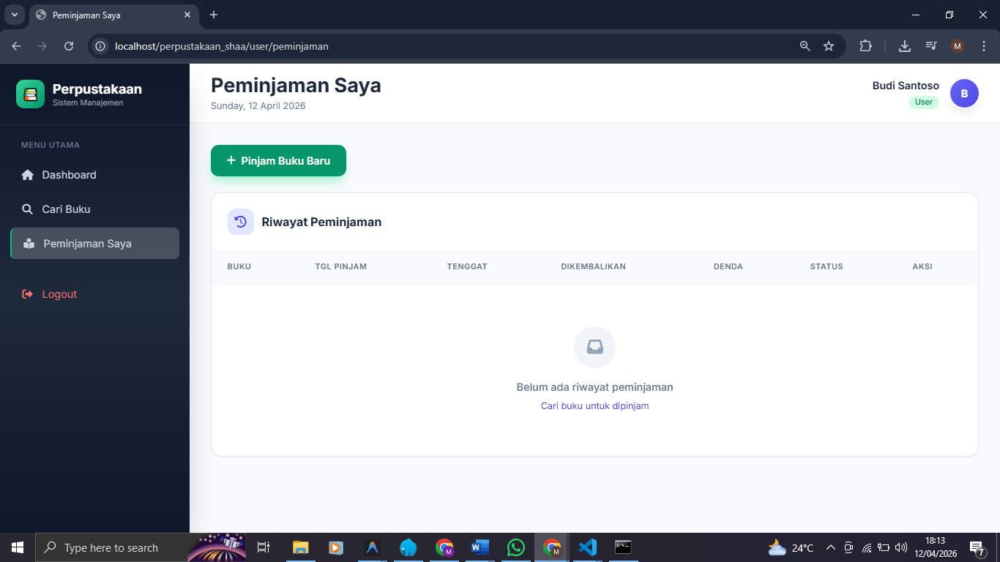 Peminjaman Saya
localhost/perpustakaan_shaa/user/peminjaman
M
Perpustakaan
Sistem Manajemen
MENU UTAMA
Dashboard
Cari Buku
Peminjaman Saya
Logout
Peminjaman Saya
Sunday, 12 April 2026
Budi Santoso
User
B
+ Pinjam Buku Baru
Riwayat Peminjaman
BUKU TGL PINJAM TENGGAT DIKEMBALIKAN DENDA STATUS AKSI
Belum ada riwayat peminjaman
Cari buku untuk dipinjam
Type here to search
M
W
M
24°C
18:13
12/04/2026
7